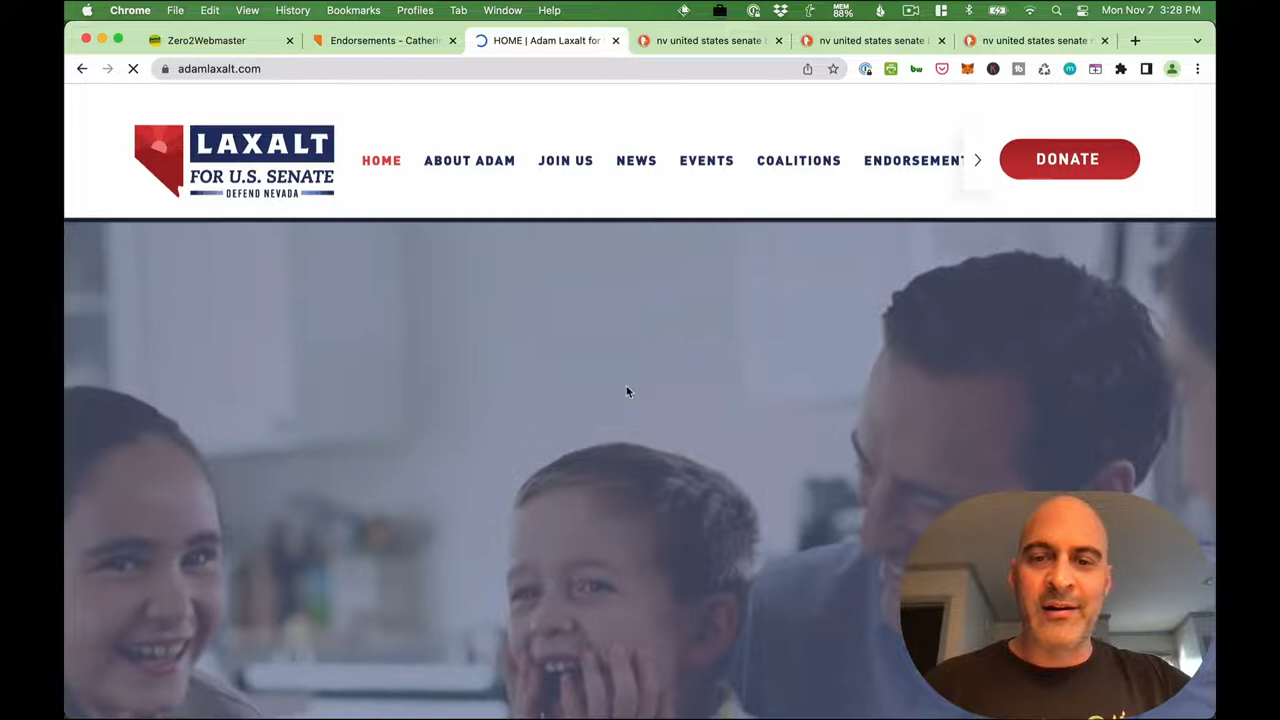 Chrome File Edit View History Bookmarks Profiles Tab Window Help MEM 88% Mon Nov 7 3:28 PM
Zero2Webmaster Endorsements - Catheri HOME | Adam Laxalt for nv united states senate nv united states senate nv united states senate
adamlaxalt.com
LAXALT
FOR U.S. SENATE
DEFEND NEVADA
HOME ABOUT ADAM JOIN US NEWS EVENTS COALITIONS ENDORSEMENT DONATE